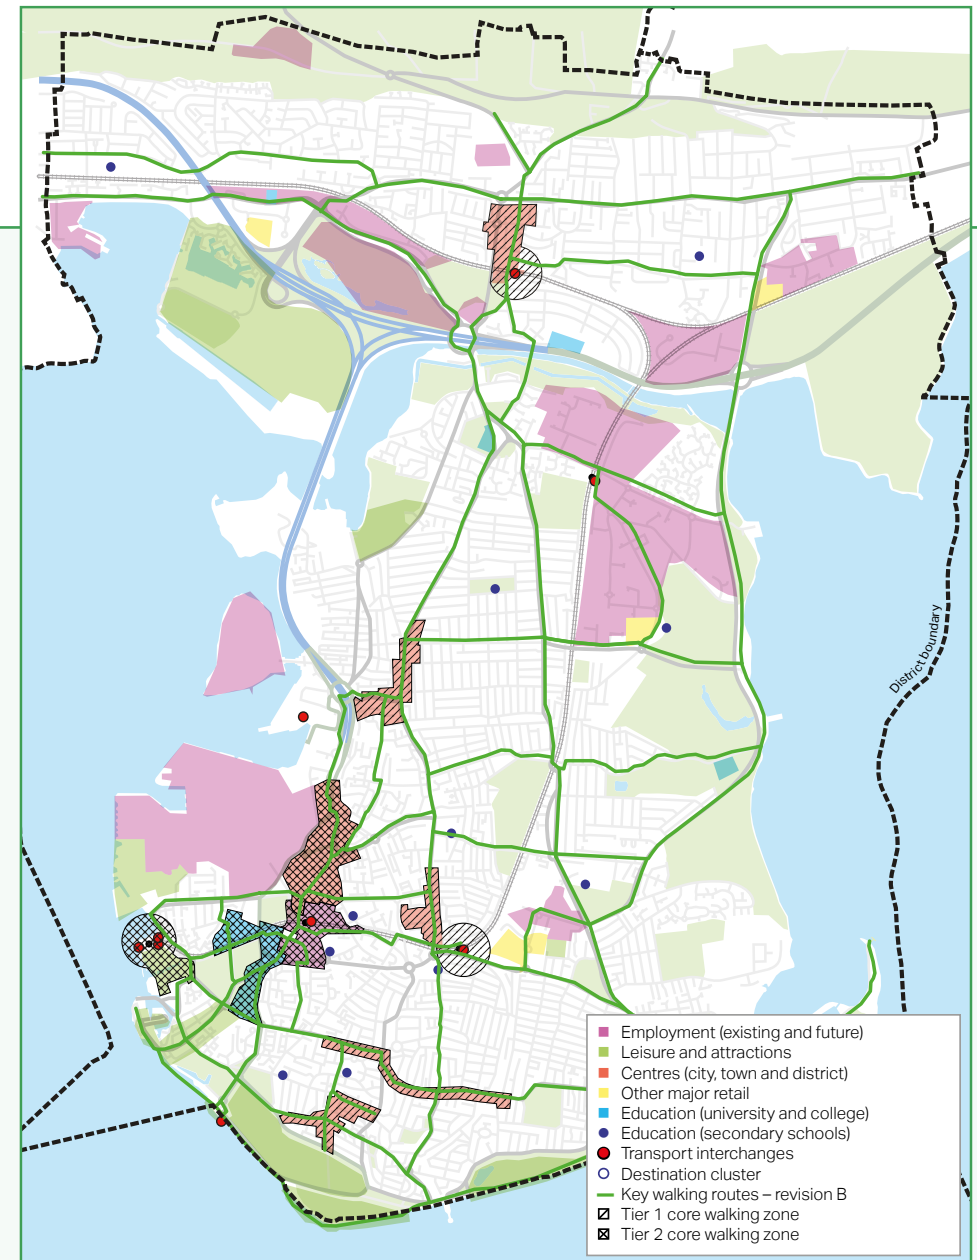 District boundary
Employment (existing and future)
Leisure and attractions
Centres (city, town and district)
Other major retail
Education (university and college)
Education (secondary schools)
Transport interchanges
Destination cluster
Key walking routes – revision B
Tier 1 core walking zone
Tier 2 core walking zone